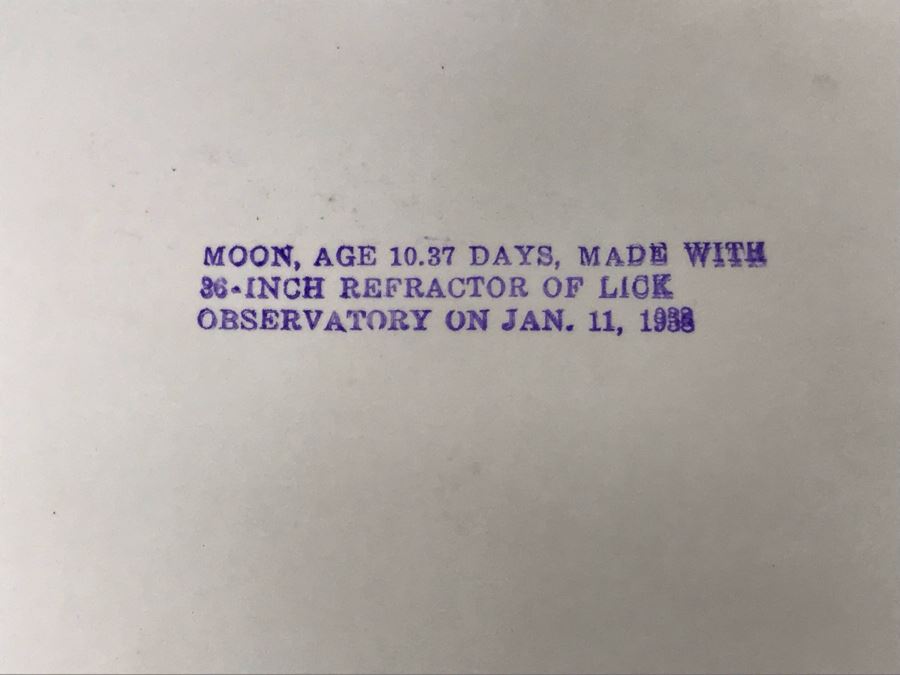 MOON, AGE 10.37 DAYS, MADE WITH
36-INCH REFRACTOR OF LICK
OBSERVATORY ON JAN. 11, 1938